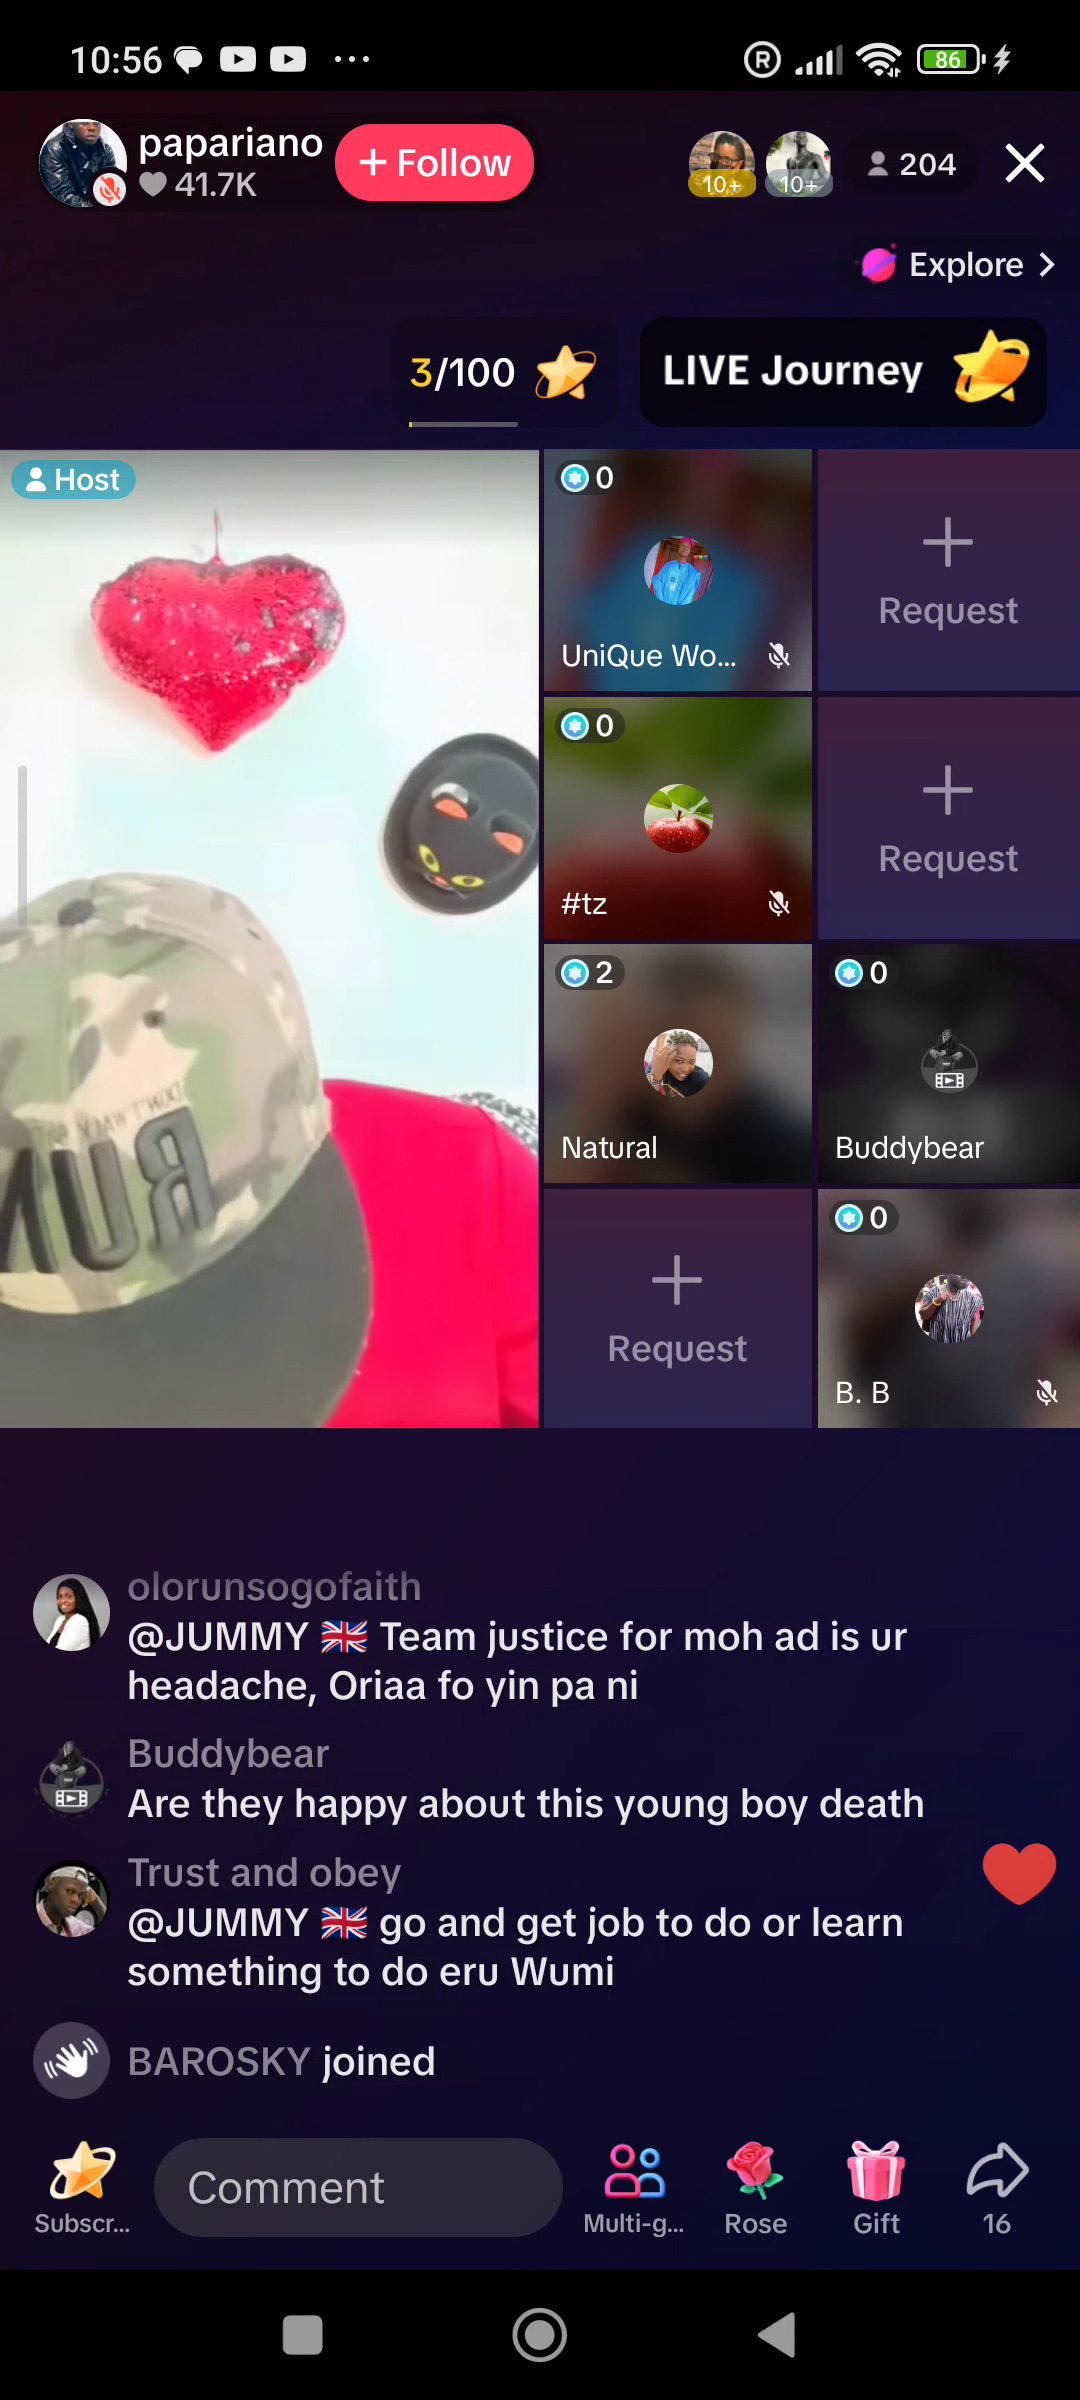 10:56
86
papariano
41.7K
+ Follow
10+
10+
204
Explore
3/100
LIVE Journey
Host
0
UniQue Wo...
Request
0
#tz
Request
2
Natural
0
Buddybear
Request
0
B. B
olorunsogofaith
@JUMMY 🇬🇧 Team justice for moh ad is ur
headache, Oriaa fo yin pa ni
Buddybear
Are they happy about this young boy death
Trust and obey
@JUMMY 🇬🇧 go and get job to do or learn
something to do eru Wumi
BAROSKY joined
Subscr...
Comment
Multi-g...
Rose
Gift
16